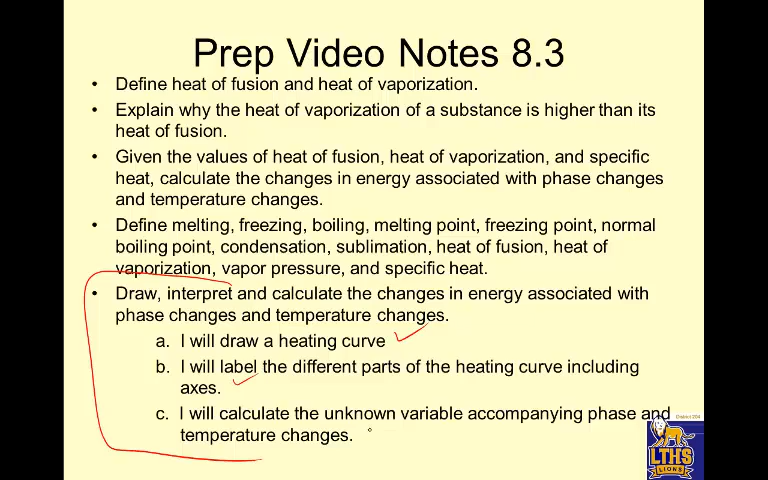 Prep Video Notes 8.3
• Define heat of fusion and heat of vaporization.
• Explain why the heat of vaporization of a substance is higher than its
heat of fusion.
• Given the values of heat of fusion, heat of vaporization, and specific
heat, calculate the changes in energy associated with phase changes
and temperature changes.
• Define melting, freezing, boiling, melting point, freezing point, normal
boiling point, condensation, sublimation, heat of fusion, heat of
vaporization, vapor pressure, and specific heat.
• Draw, interpret and calculate the changes in energy associated with
phase changes and temperature changes.
a. I will draw a heating curve
b. I will label the different parts of the heating curve including
axes.
c. I will calculate the unknown variable accompanying phase and
temperature changes.
District 204
LTHS
LIONS